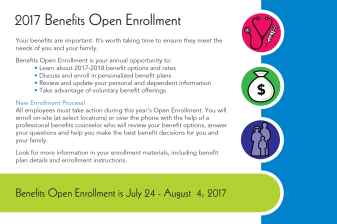 2017 Benefits Open Enrollment
Your benefits are important. It's worth taking time to ensure they meet the
needs of you and your family.
Benefits Open Enrollment is your annual opportunity to:
• Learn about 2017-2018 benefit options and rates
• Discuss and enroll in personalized benefit plans
• Review and update your personal and dependent information
• Take advantage of voluntary benefit offerings
New Enrollment Process!
All employees must take action during this year's Open Enrollment. You will
enroll on-site (at select locations) or over the phone with the help of a
professional benefits counselor who will review your benefit options, answer
your questions and help you make the best benefit decisions for you and
your family.
Look for more information in your enrollment materials, including benefit
plan details and enrollment instructions.
$
Benefits Open Enrollment is July 24 - August 4, 2017